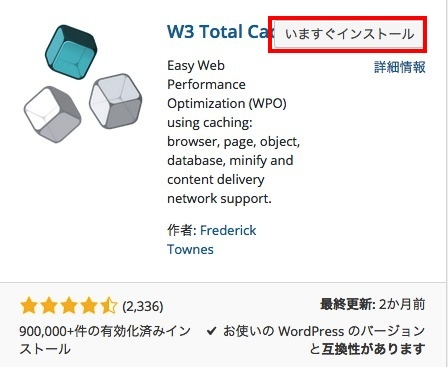 W3 Total Cac
いますぐインストール
詳細情報
Easy Web
Performance
Optimization (WPO)
using caching:
browser, page, object,
database, minify and
content delivery
network support.
作者: Frederick
Townes
(2,336)
最終更新: 2か月前
900,000+件の有効化済みイン
ストール
✔ お使いの WordPress のバージョン
と互換性があります